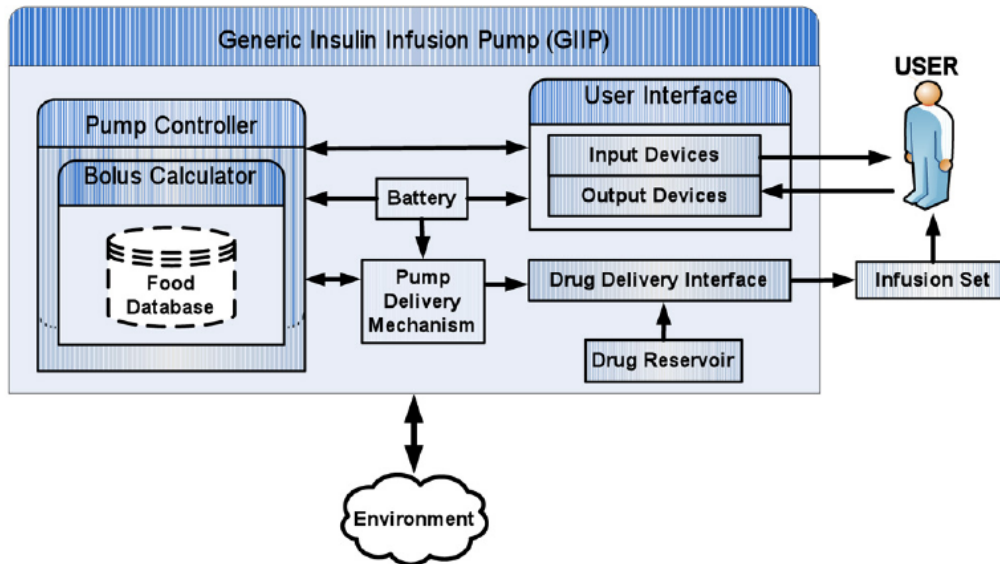 Generic Insulin Infusion Pump (GIIP)
USER
User Interface
Pump Controller
Input Devices
Bolus Calculator
Output Devices
Battery
Food
Database
Pump
Delivery
Mechanism
Drug Delivery Interface
Infusion Set
Drug Reservoir
Environment